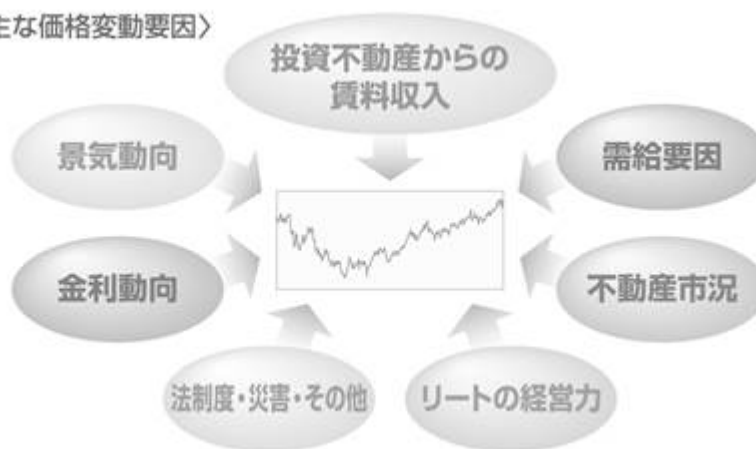 主な価格変動要因〉
投資不動産からの
賃料収入
景気動向
需給要因
金利動向
不動産市況
法制度・災害・その他
リートの経営力